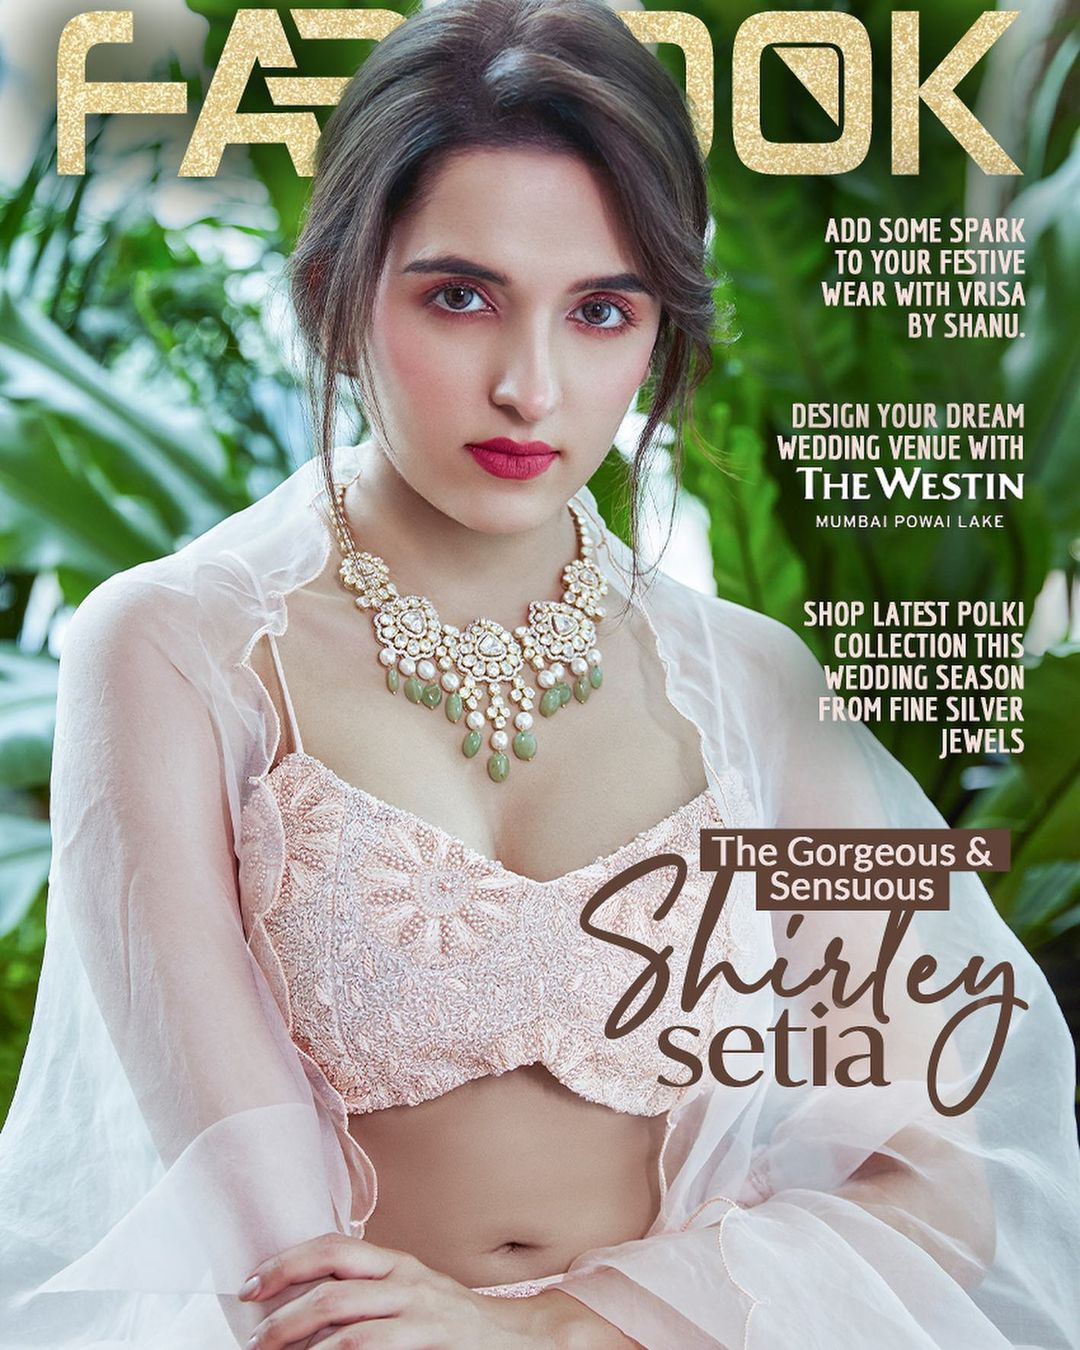 ADD SOME SPARK
TO YOUR FESTIVE
WEAR WITH VRISA
BY SHANU.
DESIGN YOUR DREAM
WEDDING VENUE WITH
THE WESTIN
MUMBAI POWAI LAKE
SHOP LATEST POLKI
COLLECTION THIS
WEDDING SEASON
FROM FINE SILVER
JEWELS
The Gorgeous &
Sensuous
Shirley
setia